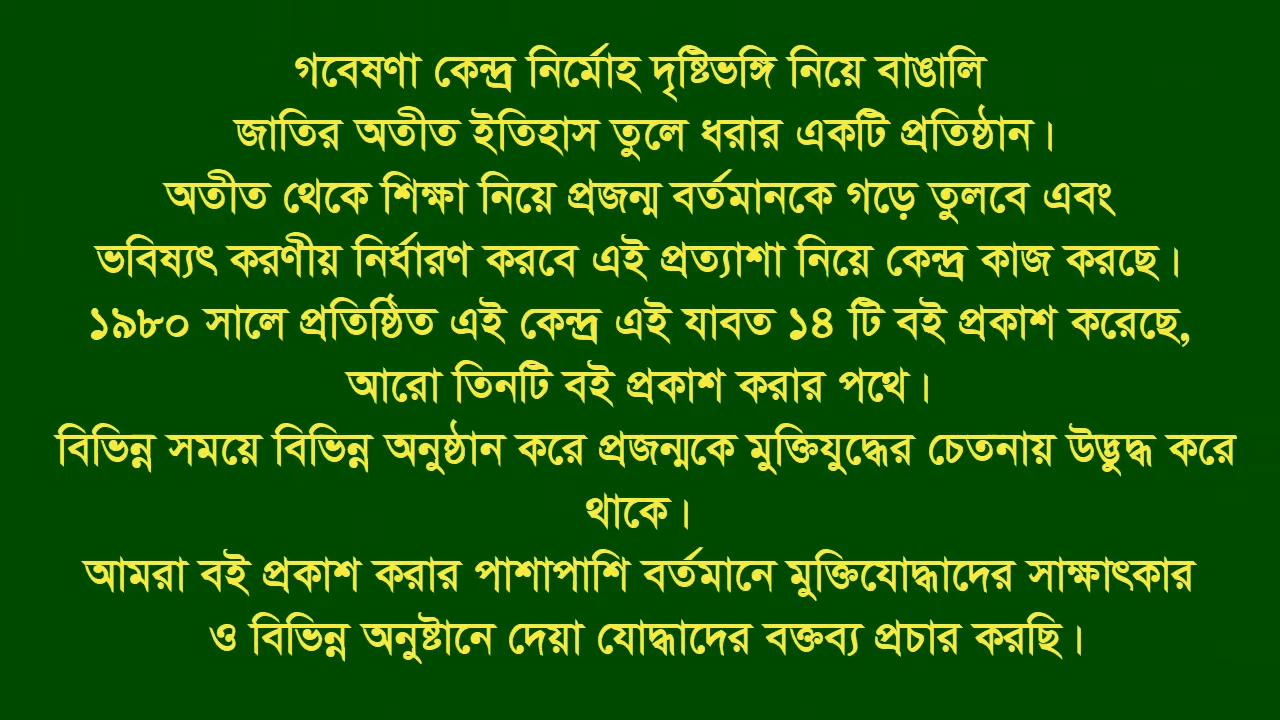 গবেষণা কেন্দ্র নির্মোহ দৃষ্টিভঙ্গি নিয়ে বাঙালি
জাতির অতীত ইতিহাস তুলে ধরার একটি প্রতিষ্ঠান।
অতীত থেকে শিক্ষা নিয়ে প্রজন্ম বর্তমানকে গড়ে তুলবে এবং
ভবিষ্যৎ করণীয় নির্ধারণ করবে এই প্রত্যাশা নিয়ে কেন্দ্র কাজ করছে।
১৯৮০ সালে প্রতিষ্ঠিত এই কেন্দ্র এই যাবত ১৪ টি বই প্রকাশ করেছে,
আরো তিনটি বই প্রকাশ করার পথে।
বিভিন্ন সময়ে বিভিন্ন অনুষ্ঠান করে প্রজন্মকে মুক্তিযুদ্ধের চেতনায় উদ্ভুদ্ধ করে
থাকে।
আমরা বই প্রকাশ করার পাশাপাশি বর্তমানে মুক্তিযোদ্ধাদের সাক্ষাৎকার
ও বিভিন্ন অনুষ্টানে দেয়া যোদ্ধাদের বক্তব্য প্রচার করছি।